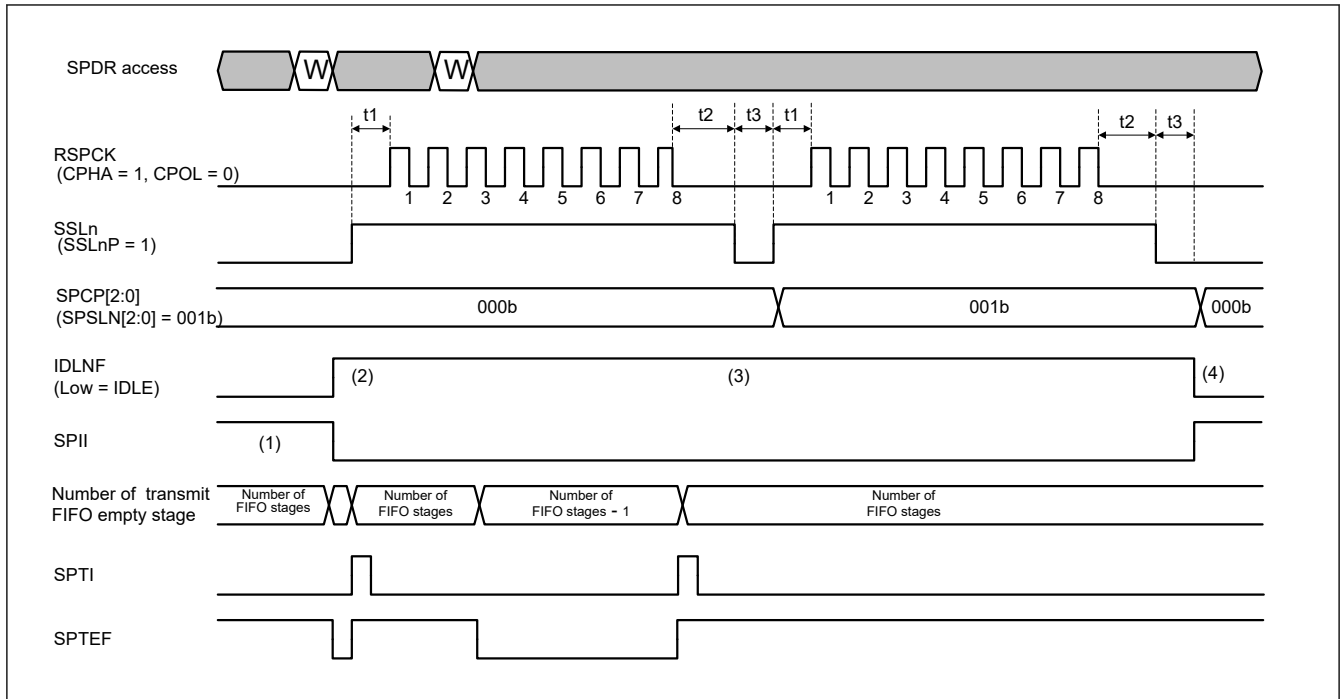 SPDR access
W
W
t1
t2
t3
t1
t2
t3
RSPCK
(CPHA = 1, CPOL = 0)
1 2 3 4 5 6 7 8
1 2 3 4 5 6 7 8
SSLn
(SSLnP = 1)
SPCP[2:0]
(SPSLN[2:0] = 001b)
000b
001b
000b
IDLNF
(Low = IDLE)
(2)
(3)
(4)
SPII
(1)
Number of transmit
FIFO empty stage
Number of
FIFO stages
Number of
FIFO stages
Number of
FIFO stages - 1
Number of
FIFO stages
SPTI
SPTEF